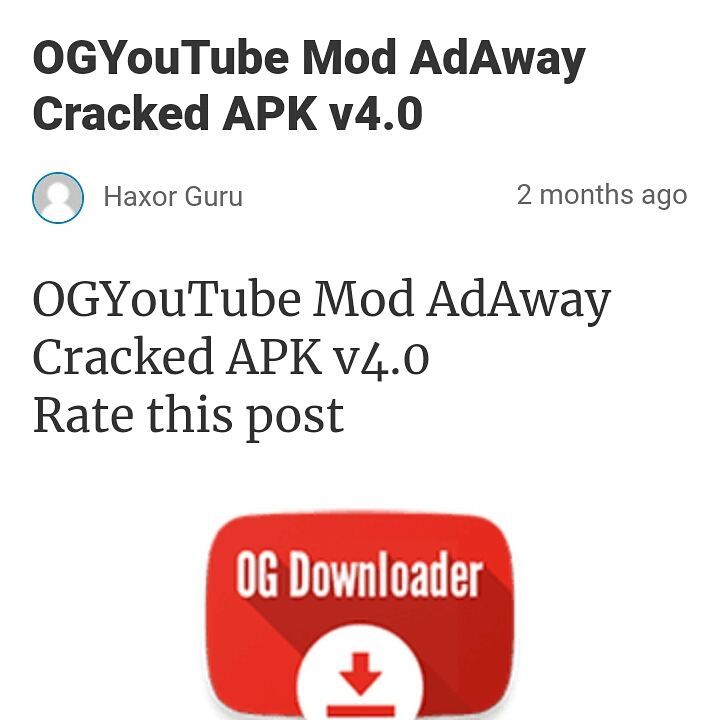 OGYouTube Mod AdAway
Cracked APK v4.0
Haxor Guru
2 months ago
OGYouTube Mod AdAway
Cracked APK v4.0
Rate this post
OG Downloader